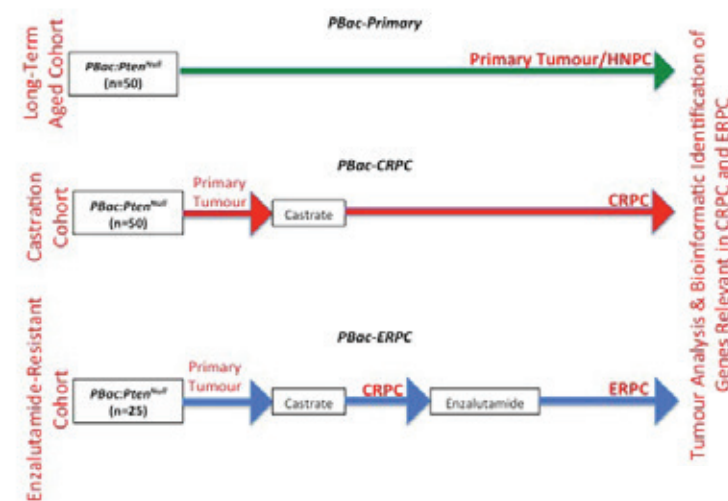 PBac-Primary
Long-Term
Aged Cohort
PBac:Pten^Null
(n=50)
Primary Tumour/HNPC
PBac-CRPC
Castration
Cohort
PBac:Pten^Null
(n=50)
Primary
Tumour
Castrate
CRPC
PBac-ERPC
Enzalutamide-Resistant
Cohort
PBac:Pten^Null
(n=25)
Primary
Tumour
Castrate
CRPC
Enzalutamide
ERPC
Tumour Analysis & Bioinformatic Identification of
Genes Relevant in CRPC and ERPC